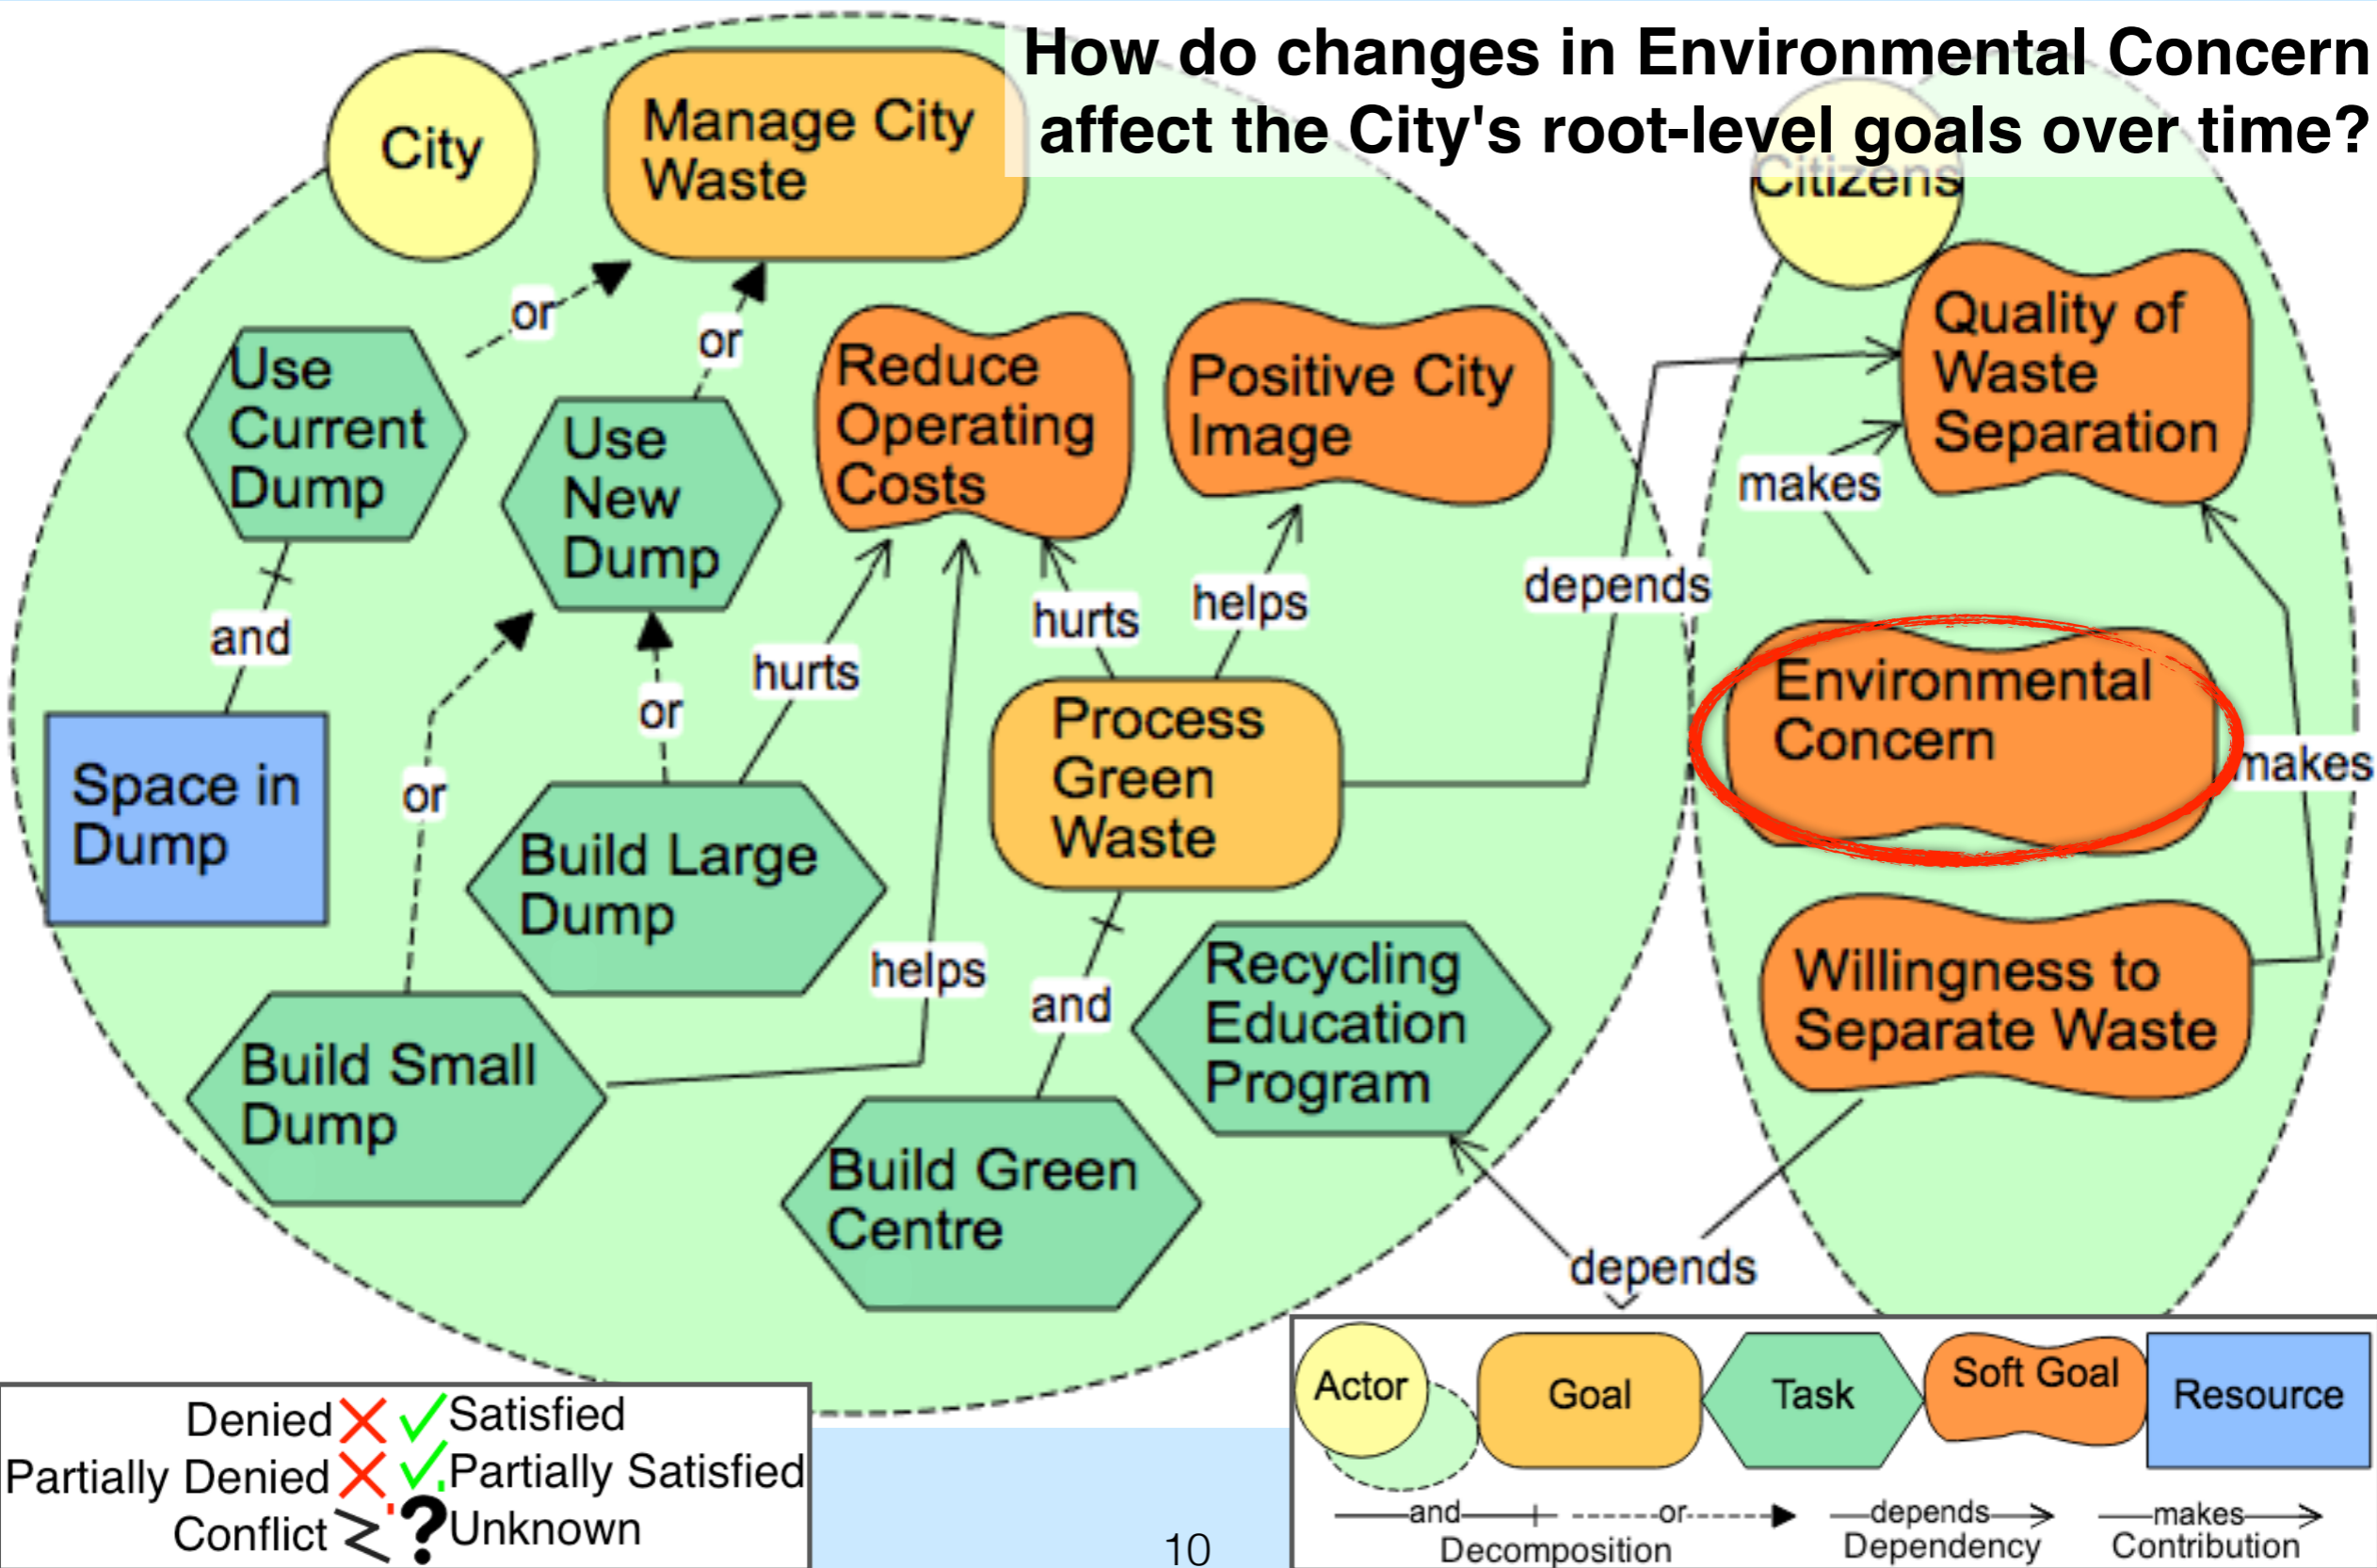 How do changes in Environmental Concern
affect the City's root-level goals over time?
City
Manage City
Waste
Citizens
or
or
Use
Current
Dump
Use
New
Dump
Reduce
Operating
Costs
Positive City
Image
Quality of
Waste
Separation
makes
depends
and
hurts
hurts
helps
or
or
Space in
Dump
Process
Green
Waste
Environmental
Concern
makes
Build Large
Dump
helps
and
Recycling
Education
Program
Willingness to
Separate Waste
Build Small
Dump
Build Green
Centre
depends
Denied Satisfied
Partially Denied Partially Satisfied
Conflict ? Unknown
10
Actor
Goal
Task
Soft Goal
Resource
and
or
depends
makes
Decomposition
Dependency
Contribution